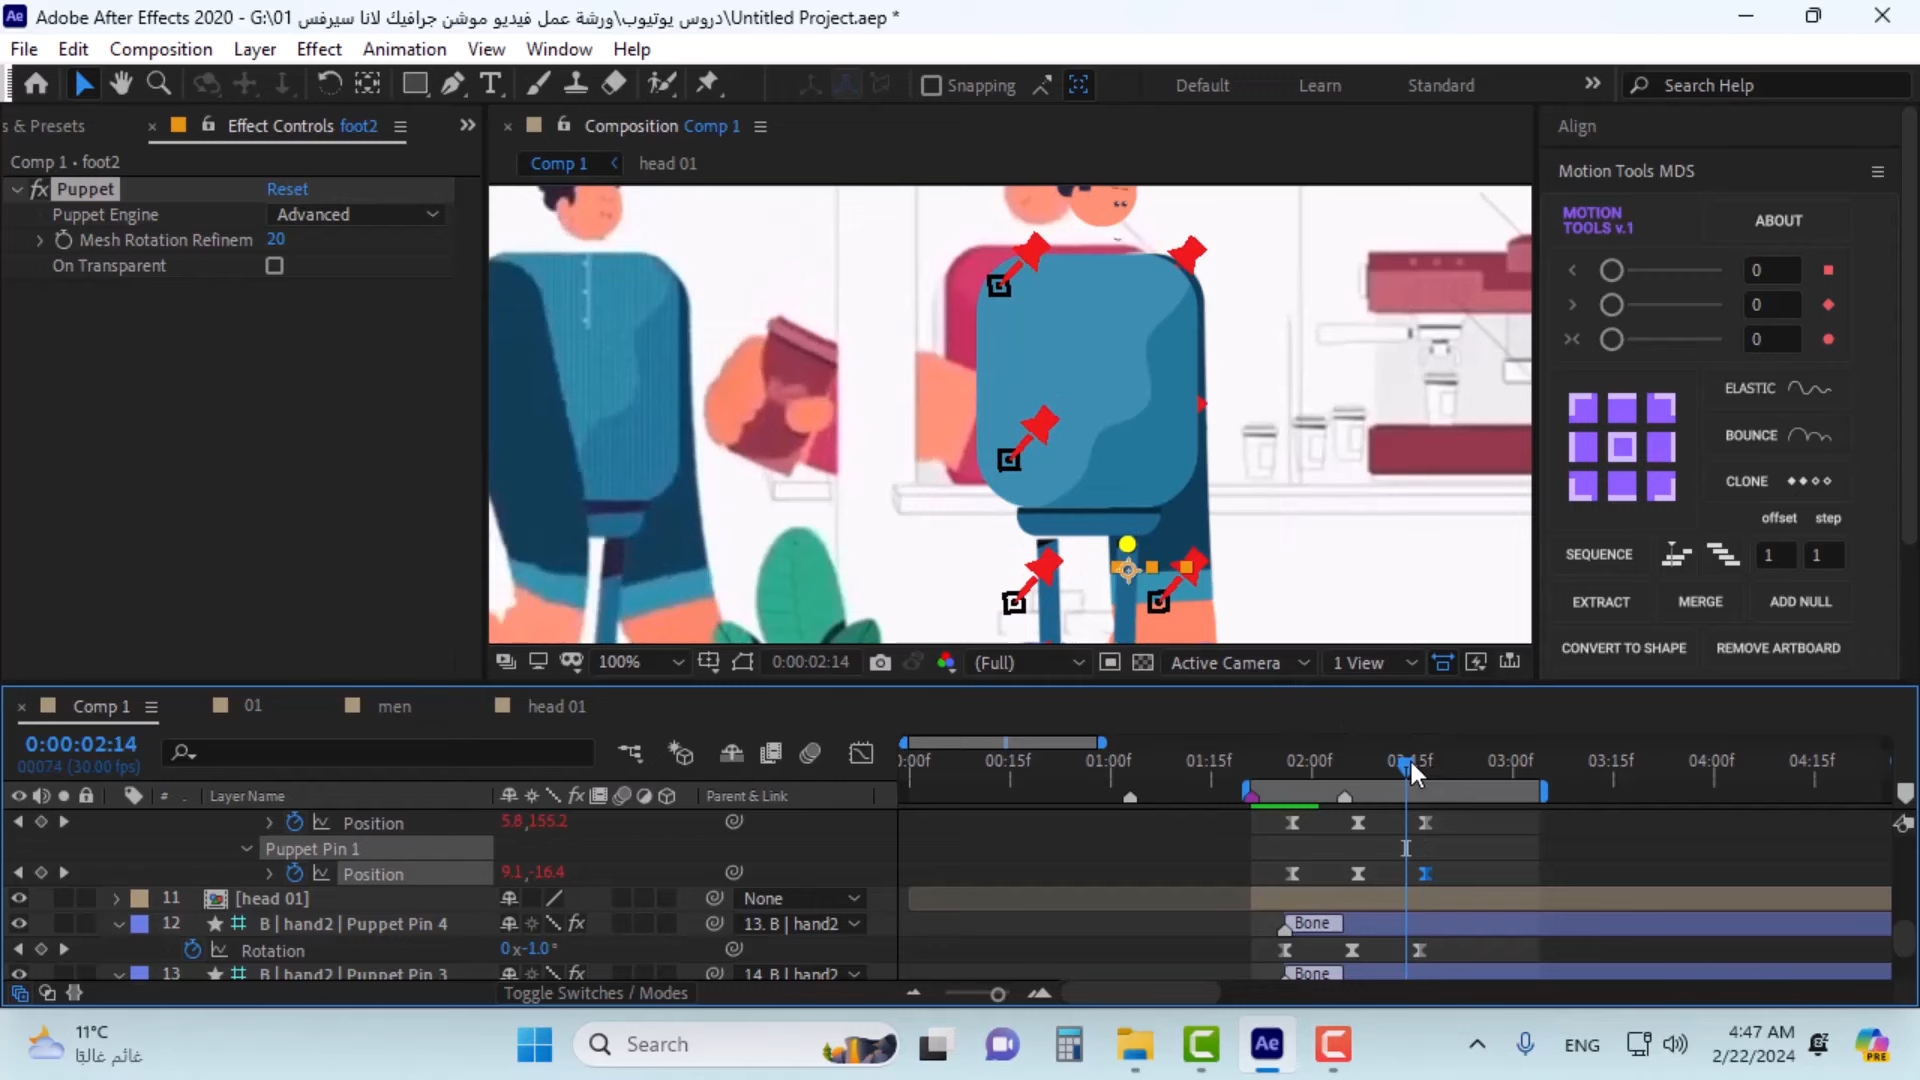 Adobe After Effects 2020 - G:\01 دروس يوتيوب\ورشة عمل فيديو موشن جرافيك لانا سيرفس\Untitled Project.aep *
File Edit Composition Layer Effect Animation View Window Help
Snapping Default Learn Standard Search Help
s & Presets Effect Controls foot2
Composition Comp 1
Align
Comp 1 • foot2
Comp 1 head 01
Motion Tools MDS
fx Puppet Reset
Puppet Engine Advanced
Mesh Rotation Refinem 20
On Transparent
MOTION
TOOLS v.1
ABOUT
0
0
0
ELASTIC
BOUNCE
CLONE
offset step
SEQUENCE 1 1
EXTRACT MERGE ADD NULL
CONVERT TO SHAPE REMOVE ARTBOARD
100% 0:00:02:14 (Full) Active Camera 1 View
Comp 1 01 men head 01
0:00:02:14
00074 (30.00 fps)
:00f 00:15f 01:00f 01:15f 02:00f 02:15f 03:00f 03:15f 04:00f 04:15f
# Layer Name fx Parent & Link
Position 5.8,155.2
Puppet Pin 1
Position 9.1,-16.4
11 [head 01] None
12 B | hand2 | Puppet Pin 4 fx 13. B | hand2 Bone
Rotation 0x-1.0°
13 B | hand2 | Puppet Pin 3 fx 14. B | hand2 Bone
Toggle Switches / Modes
11°C
غائم غالبًا
Search
Ae
ENG
4:47 AM
2/22/2024
PRE